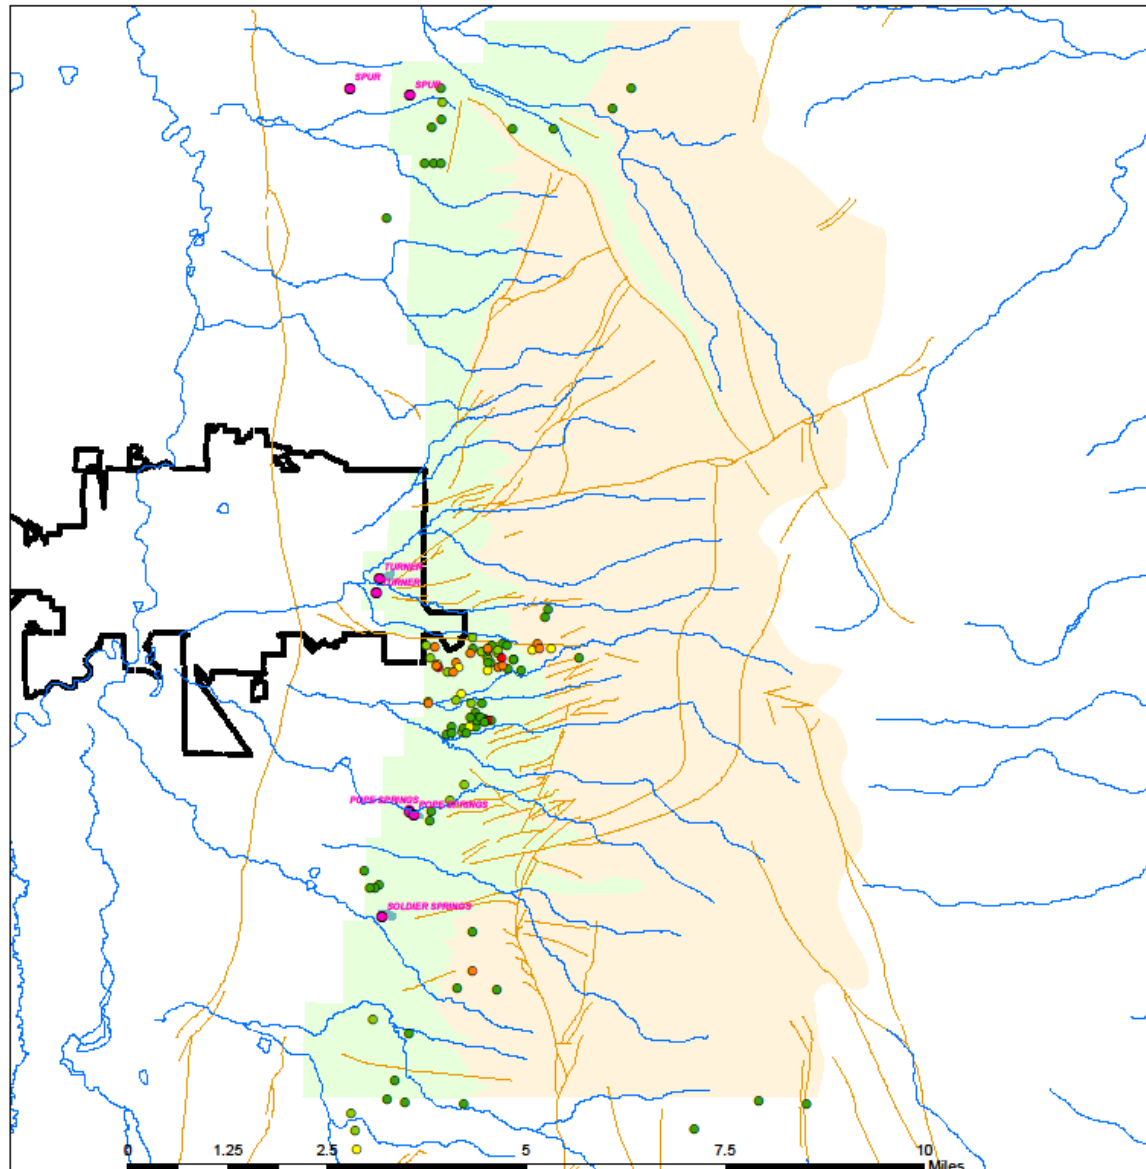 SPUR
SPUR
TURNER
TURNER
POPE SPRINGS
POPE SPRINGS
SOLDIER SPRINGS
0 1.25 2.5 5 7.5 10
Miles